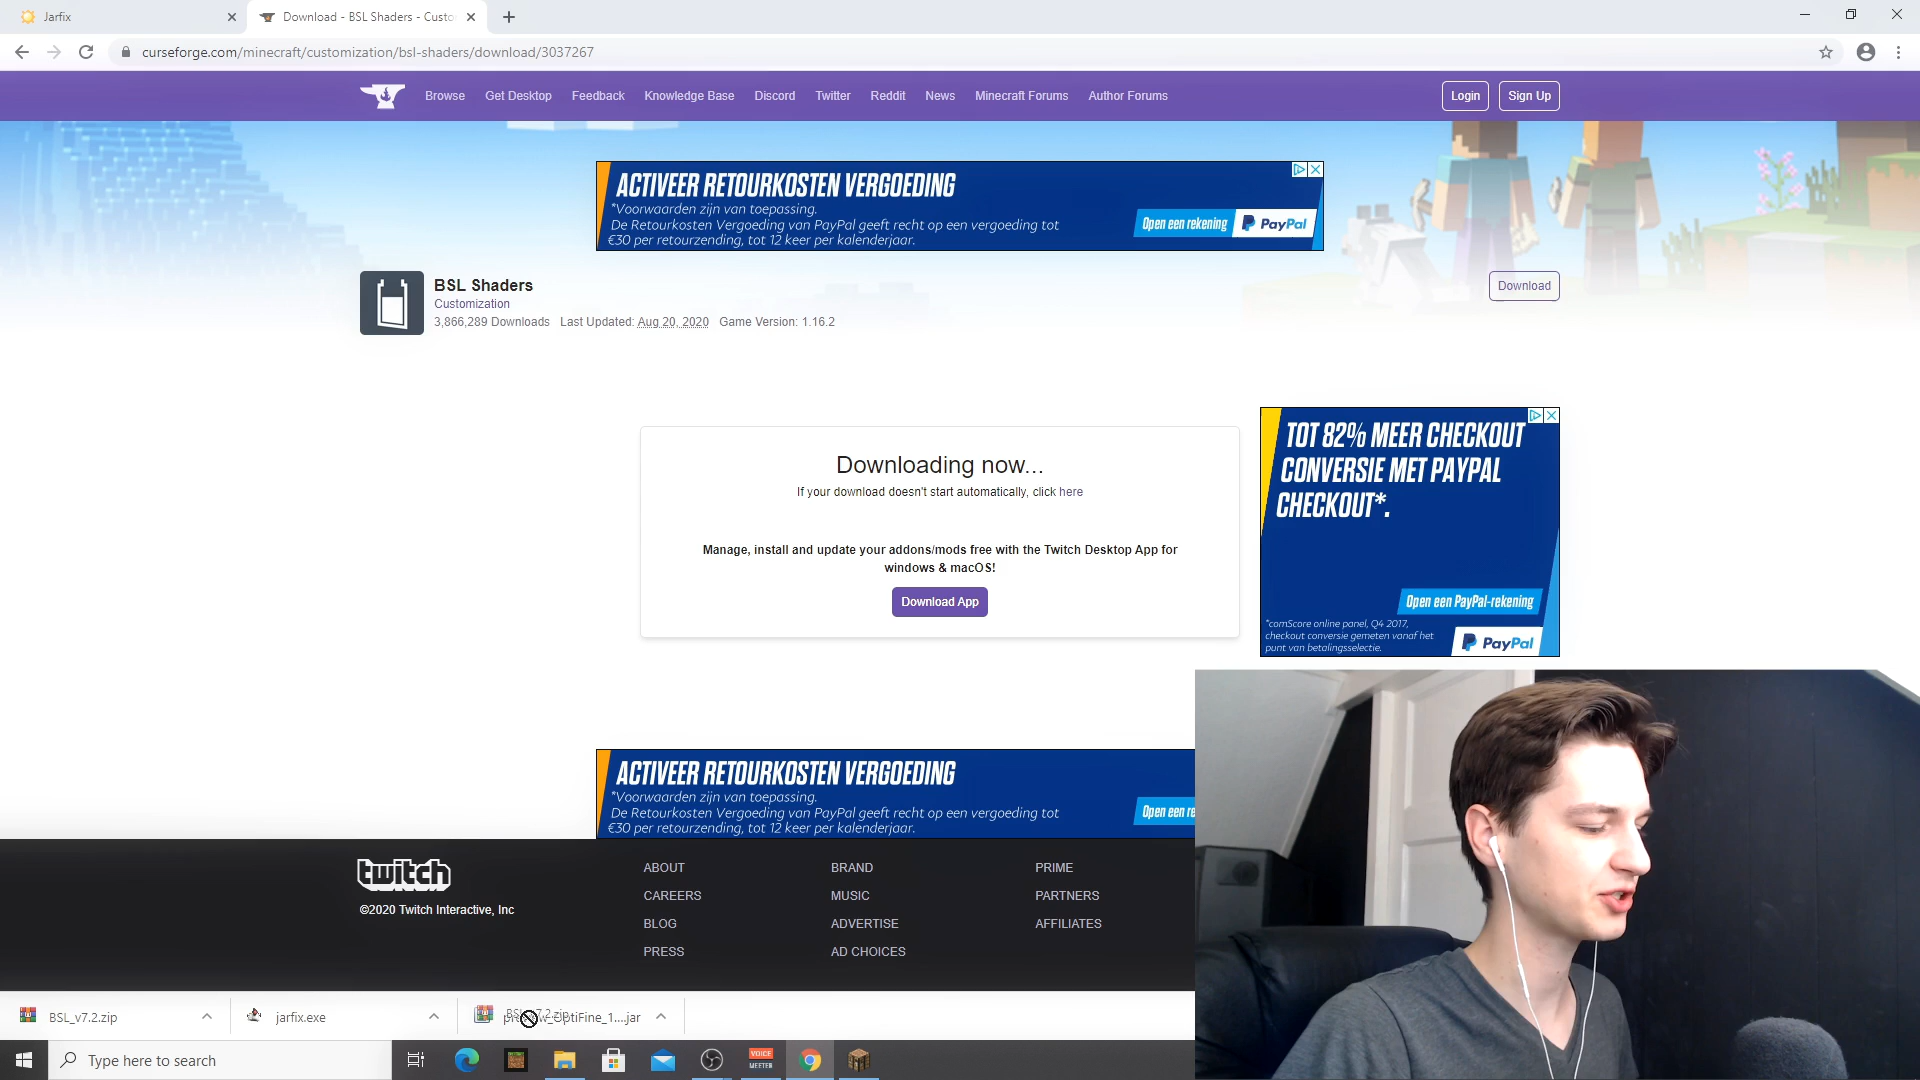 Jarfix
Download - BSL Shaders - Custo
curseforge.com/minecraft/customization/bsl-shaders/download/3037267
Browse Get Desktop Feedback Knowledge Base Discord Twitter Reddit News Minecraft Forums Author Forums Login Sign Up
ACTIVEER RETOURKOSTEN VERGOEDING
*Voorwaarden zijn van toepassing.
De Retourkosten Vergoeding van PayPal geeft recht op een vergoeding tot
€30 per retourzending, tot 12 keer per kalenderjaar.
Open een rekening PayPal
BSL Shaders
Customization
3,866,289 Downloads Last Updated: Aug 20, 2020 Game Version: 1.16.2
Download
Downloading now...
If your download doesn't start automatically, click here
Manage, install and update your addons/mods free with the Twitch Desktop App for
windows & macOS!
Download App
TOT 82% MEER CHECKOUT
CONVERSIE MET PAYPAL
CHECKOUT*.
Open een PayPal-rekening
*comScore online panel, Q4 2017,
checkout conversie gemeten vanaf het
punt van betalingsselectie.
PayPal
ACTIVEER RETOURKOSTEN VERGOEDING
*Voorwaarden zijn van toepassing.
De Retourkosten Vergoeding van PayPal geeft recht op een vergoeding tot
€30 per retourzending, tot 12 keer per kalenderjaar.
Open een re
twitch
©2020 Twitch Interactive, Inc
ABOUT BRAND PRIME
CAREERS MUSIC PARTNERS
BLOG ADVERTISE AFFILIATES
PRESS AD CHOICES
BSL_v7.2.zip jarfix.exe OptiFine_1....jar
Type here to search
VOICE
MEETER